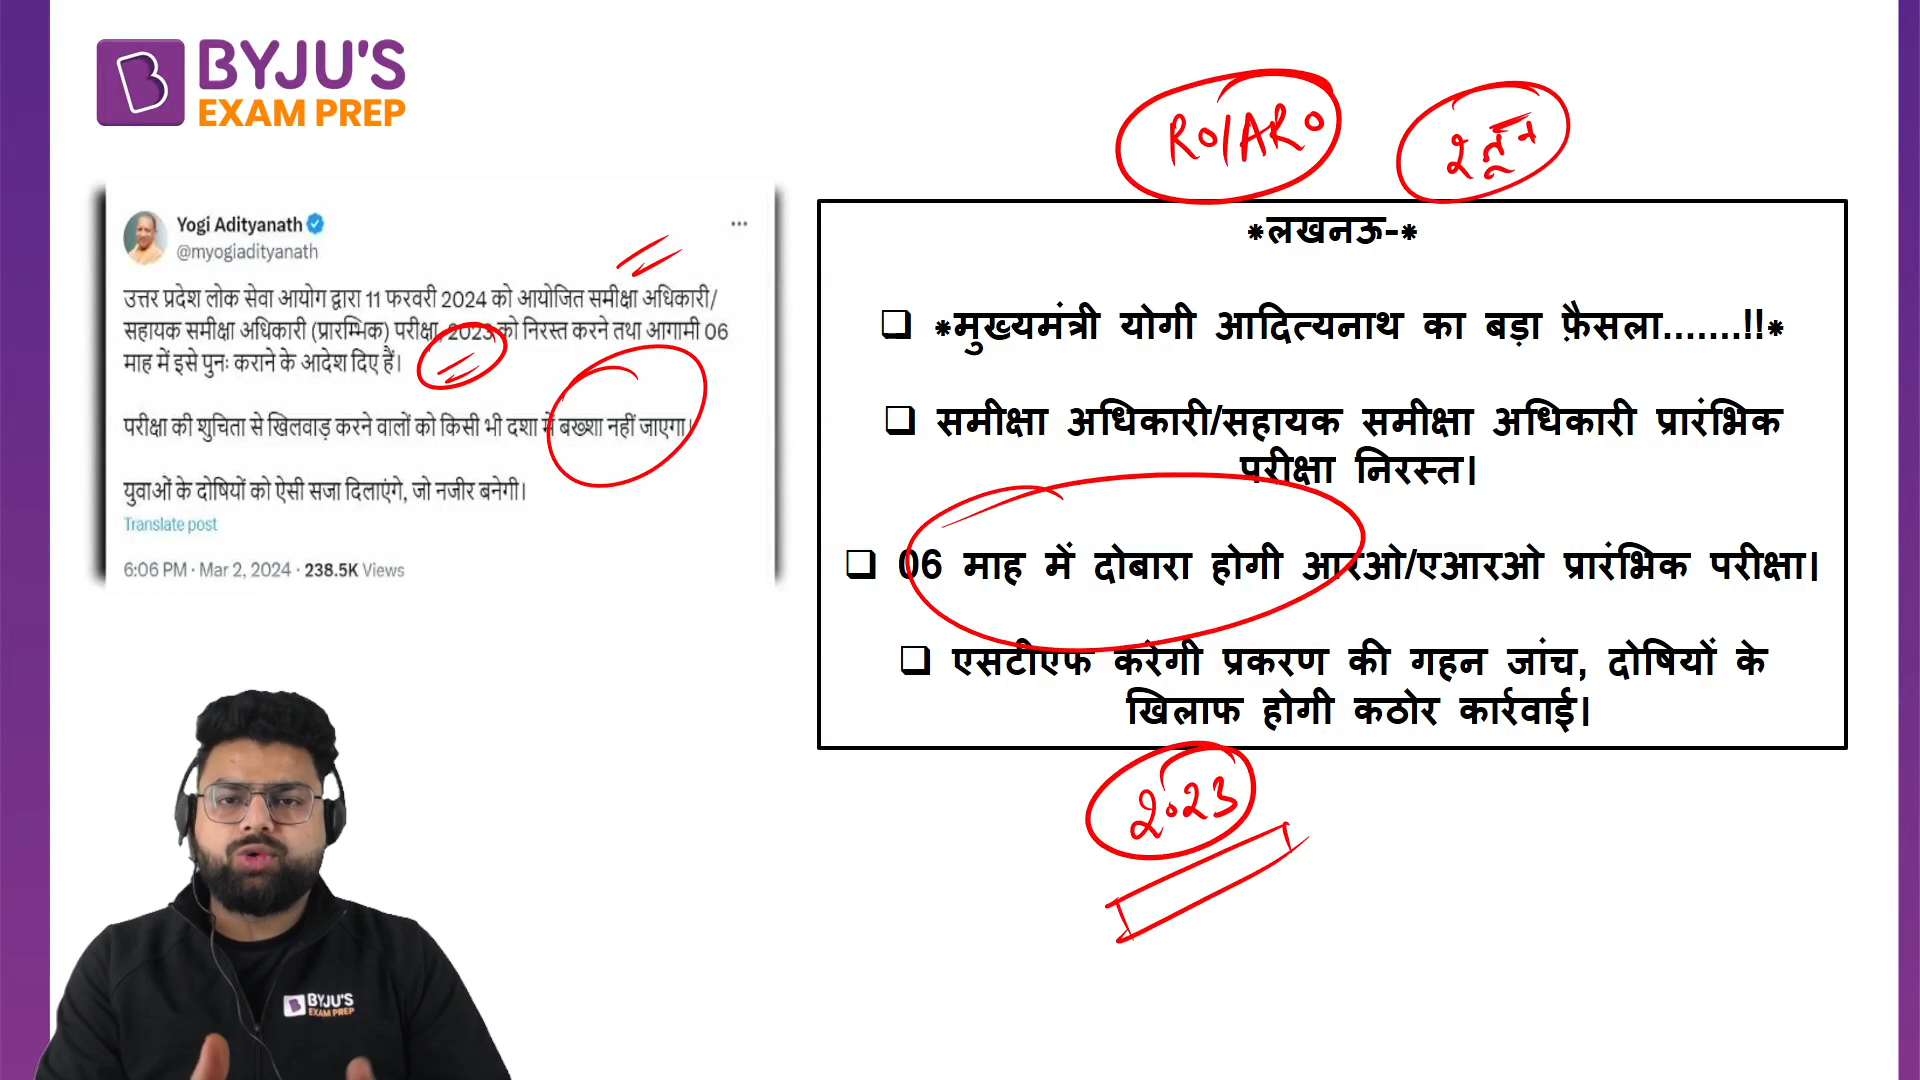 BYJU'S
EXAM PREP
RO/ARO
Yogi Adityanath
@myogiadityanath
उत्तर प्रदेश लोक सेवा आयोग द्वारा 11 फरवरी 2024 को आयोजित समीक्षा अधिकारी/
सहायक समीक्षा अधिकारी (प्रारम्भिक) परीक्षा, 2023 को निरस्त करने तथा आगामी 06
माह में इसे पुनः कराने के आदेश दिए हैं।
परीक्षा की शुचिता से खिलवाड़ करने वालों को किसी भी दशा में बख्शा नहीं जाएगा।
युवाओं के दोषियों को ऐसी सजा दिलाएंगे, जो नजीर बनेगी।
Translate post
6:06 PM · Mar 2, 2024 · 238.5K Views
*लखनऊ-*
*मुख्यमंत्री योगी आदित्यनाथ का बड़ा फ़ैसला.......!!*
समीक्षा अधिकारी/सहायक समीक्षा अधिकारी प्रारंभिक
परीक्षा निरस्त।
06 माह में दोबारा होगी आरओ/एआरओ प्रारंभिक परीक्षा।
एसटीएफ करेगी प्रकरण की गहन जांच, दोषियों के
खिलाफ होगी कठोर कार्रवाई।
2023
BYJU'S
EXAM PREP